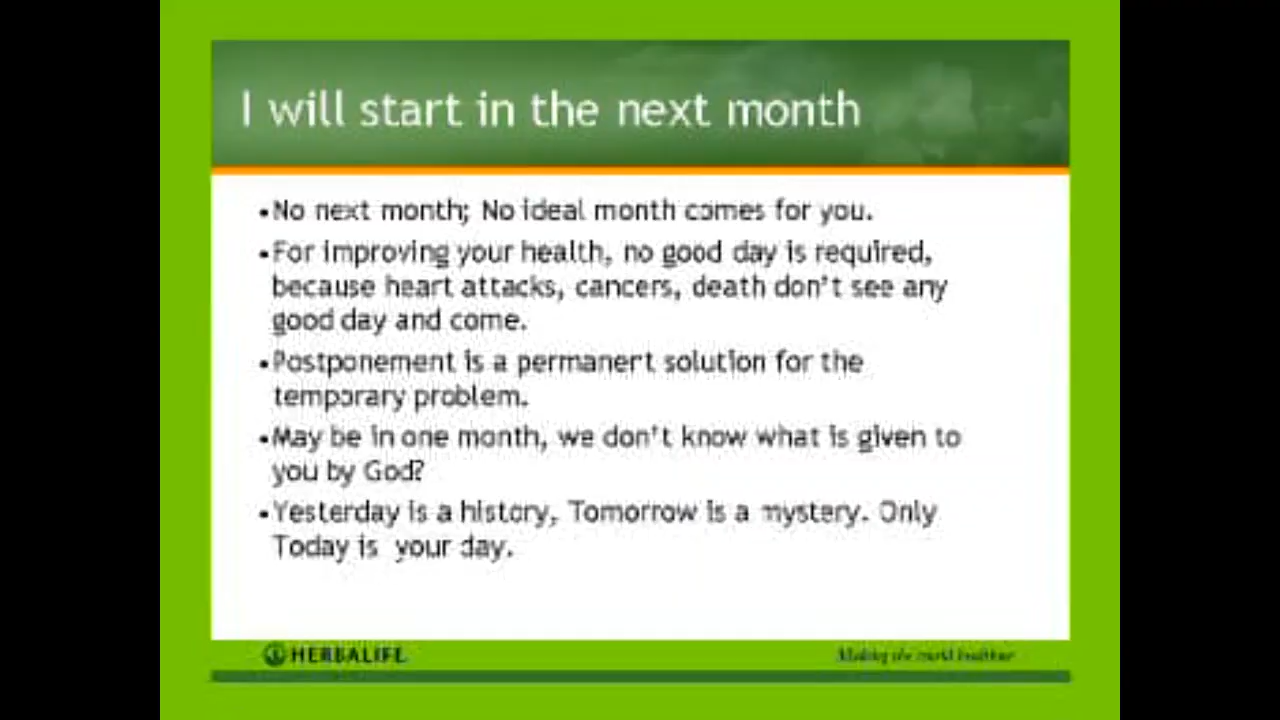 I will start in the next month
•No next month; No ideal month comes for you.
•For improving your health, no good day is required,
because heart attacks, cancers, death don't see any
good day and come.
•Postponement is a permanent solution for the
temporary problem.
•May be in one month, we don't know what is given to
you by God?
•Yesterday is a history, Tomorrow is a mystery. Only
Today is your day.
HERBALIFE
Making the world healthier